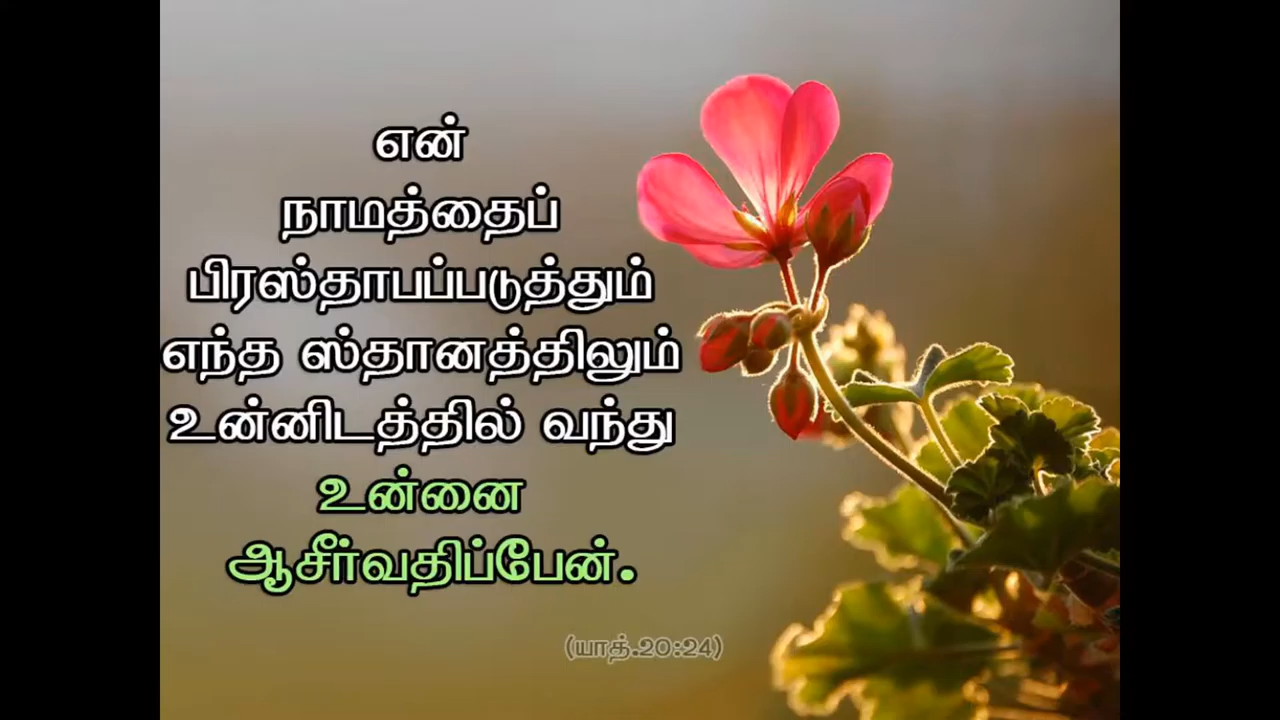 என்
நாமத்தைப்
பிரஸ்தாபப்படுத்தும்
எந்த ஸ்தானத்திலும்
உன்னிடத்தில் வந்து
உன்னை
ஆசீர்வதிப்பேன்.
(யாத்.20:24)